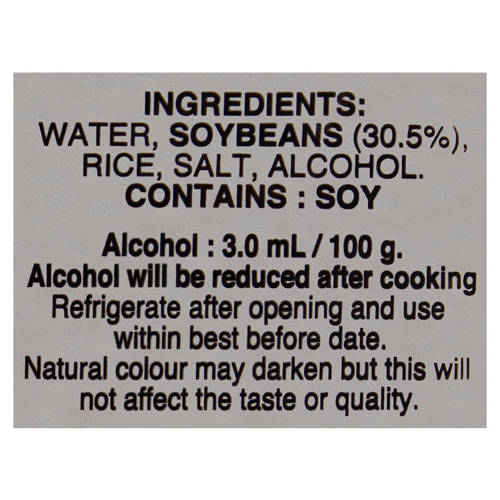 INGREDIENTS:
WATER, SOYBEANS (30.5%),
RICE, SALT, ALCOHOL.
CONTAINS : SOY
Alcohol : 3.0 mL / 100 g.
Alcohol will be reduced after cooking
Refrigerate after opening and use
within best before date.
Natural colour may darken but this will
not affect the taste or quality.